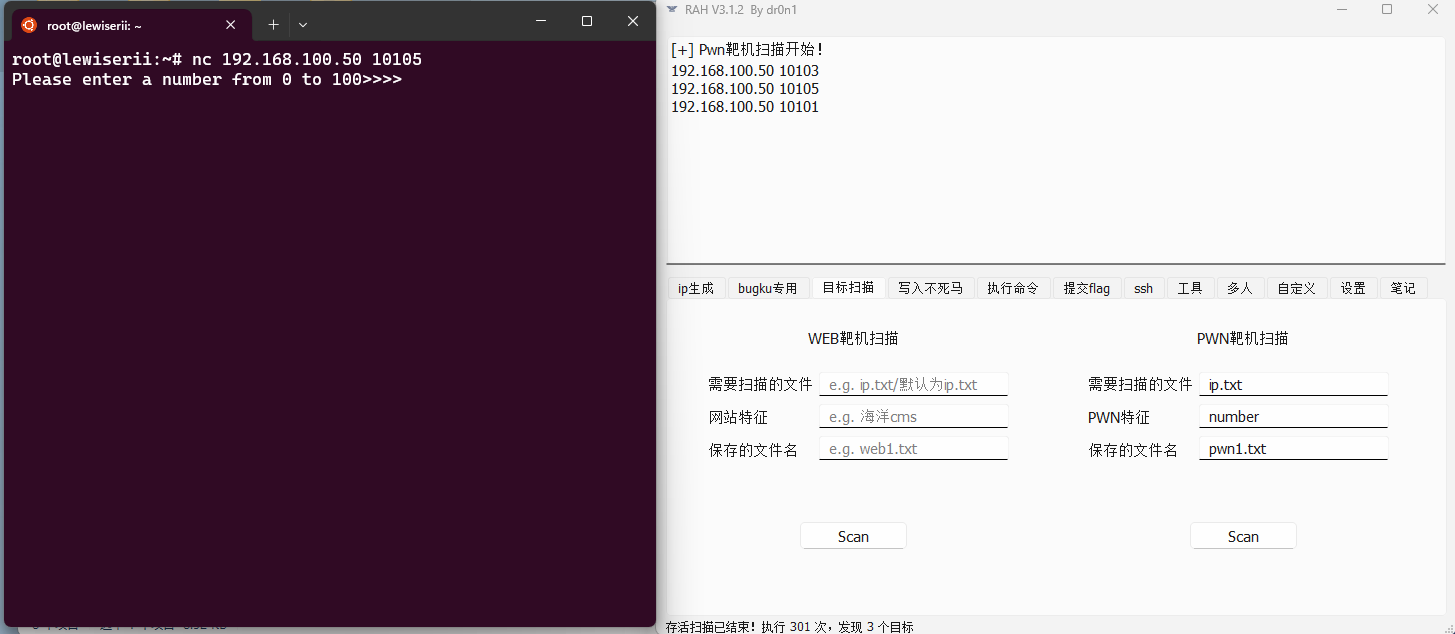 root@lewiserii: ~
root@lewiserii:~# nc 192.168.100.50 10105
Please enter a number from 0 to 100>>>>
RAH V3.1.2 By dr0n1
[+] Pwn靶机扫描开始!
192.168.100.50 10103
192.168.100.50 10105
192.168.100.50 10101
ip生成 bugku专用 目标扫描 写入不死马 执行命令 提交flag ssh 工具 多人 自定义 设置 笔记
WEB靶机扫描
需要扫描的文件 e.g. ip.txt/默认为ip.txt
网站特征 e.g. 海洋cms
保存的文件名 e.g. web1.txt
Scan
PWN靶机扫描
需要扫描的文件 ip.txt
PWN特征 number
保存的文件名 pwn1.txt
Scan
存活扫描已结束! 执行 301 次，发现 3 个目标